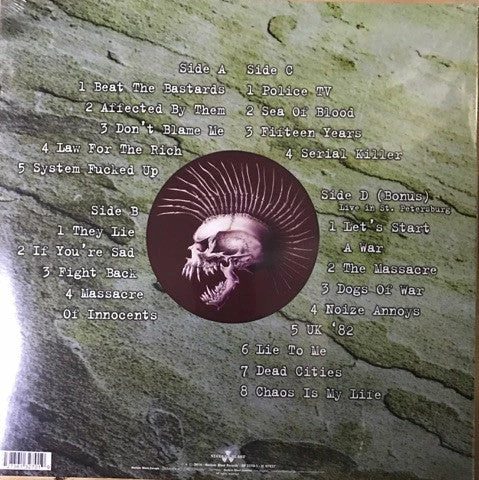 Side A
1 Beat The Bastards
2 Affected By Them
3 Don't Blame Me
4 Law For The Rich
5 System Fucked Up
Side B
1 They Lie
2 If You're Sad
3 Fight Back
4 Massacre
Of Innocents
Side C
1 Police TV
2 Sea Of Blood
3 Fifteen Years
4 Serial Killer
Side D (Bonus)
Live in St. Petersburg
1 Let's Start
A War
2 The Massacre
3 Dogs Of War
4 Noize Annoys
5 UK '82
6 Lie To Me
7 Dead Cities
8 Chaos Is My Life